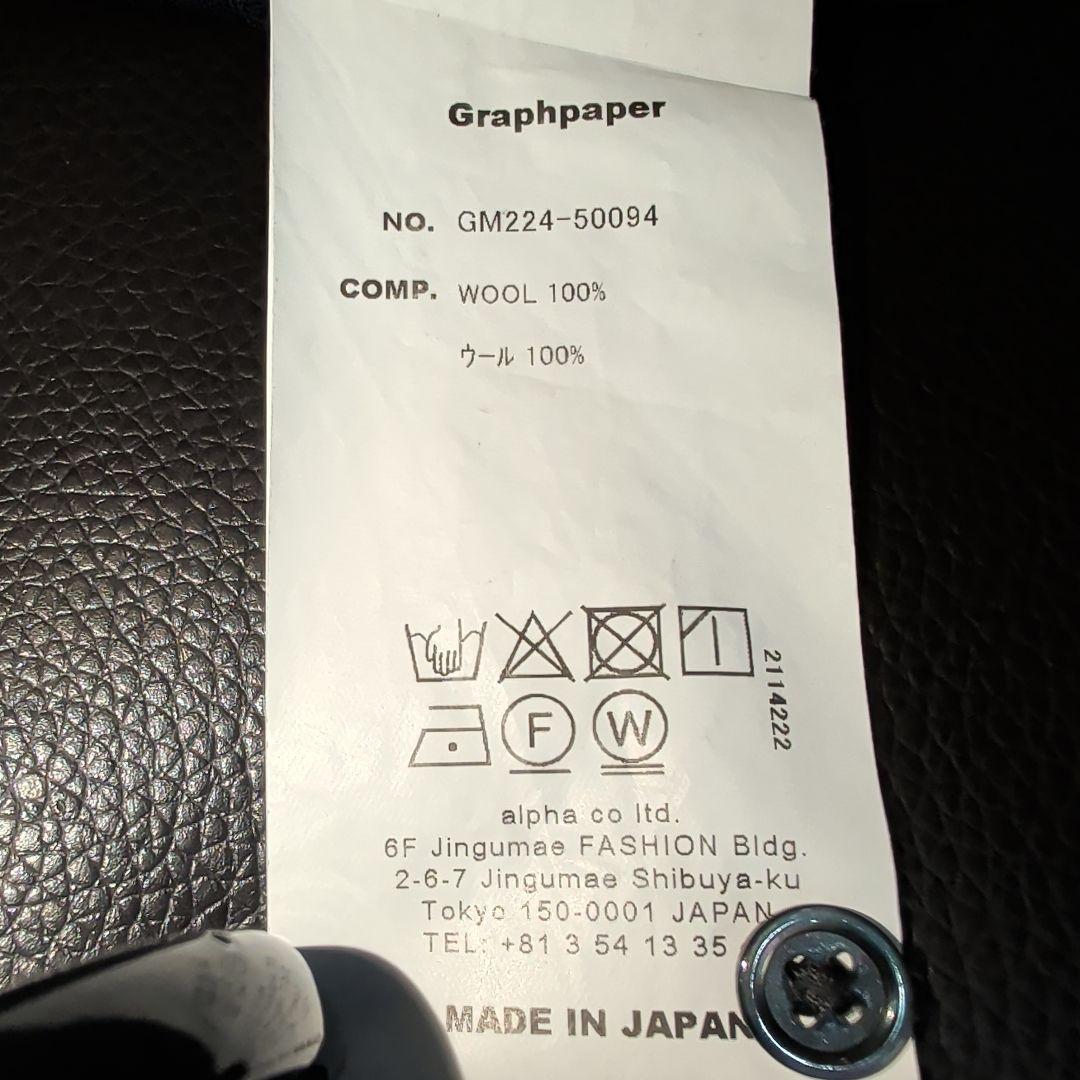 Graphpaper
NO. GM224-50094
COMP. WOOL 100%
ウール 100%
2114222
F
W
alpha co ltd.
6F Jingumae FASHION Bldg.
2-6-7 Jingumae Shibuya-ku
Tokyo 150-0001 JAPAN
TEL: +81 3 54 13 35
MADE IN JAPAN